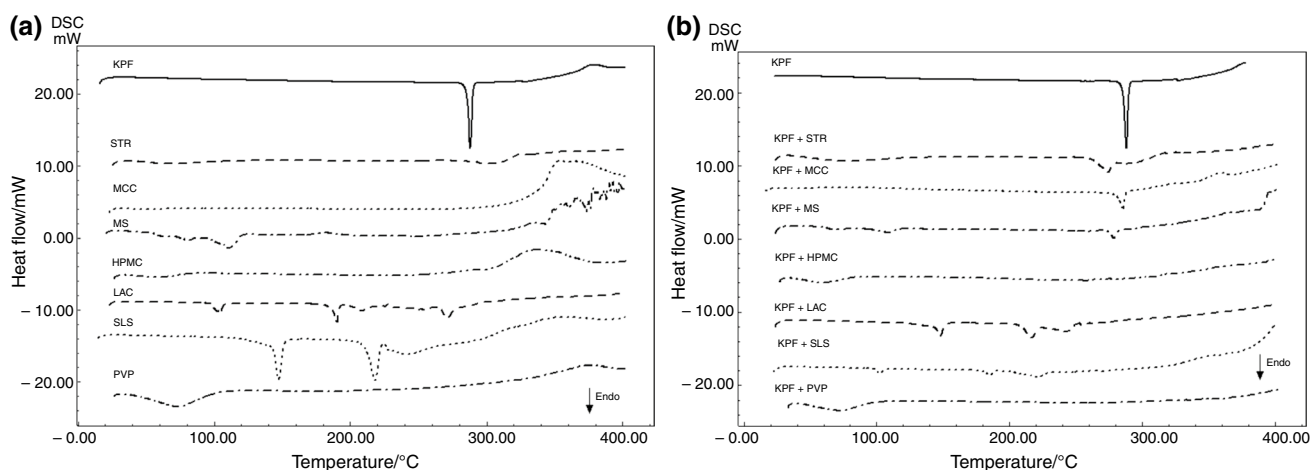 (a)
DSC
mW
20.00
10.00
0.00
– 10.00
– 20.00
Heat flow/mW
KPF
STR
MCC
MS
HPMC
LAC
SLS
PVP
Endo
– 0.00
100.00
200.00
300.00
400.00
Temperature/°C
(b)
DSC
mW
20.00
10.00
0.00
– 10.00
– 20.00
Heat flow/mW
KPF
KPF + STR
KPF + MCC
KPF + MS
KPF + HPMC
KPF + LAC
KPF + SLS
KPF + PVP
Endo
– 0.00
100.00
200.00
300.00
400.00
Temperature/°C